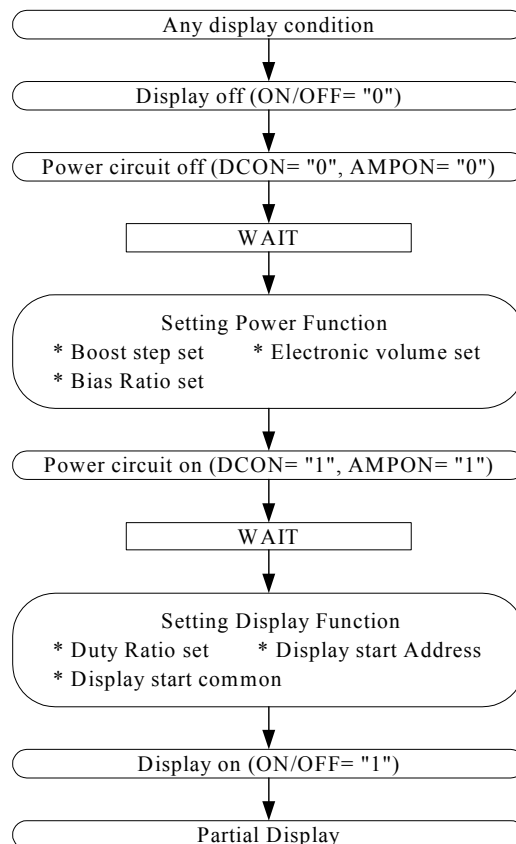 Any display condition
Display off (ON/OFF= "0")
Power circuit off (DCON= "0", AMPON= "0")
WAIT
Setting Power Function
* Boost step set * Electronic volume set
* Bias Ratio set
Power circuit on (DCON= "1", AMPON= "1")
WAIT
Setting Display Function
* Duty Ratio set * Display start Address
* Display start common
Display on (ON/OFF= "1")
Partial Display